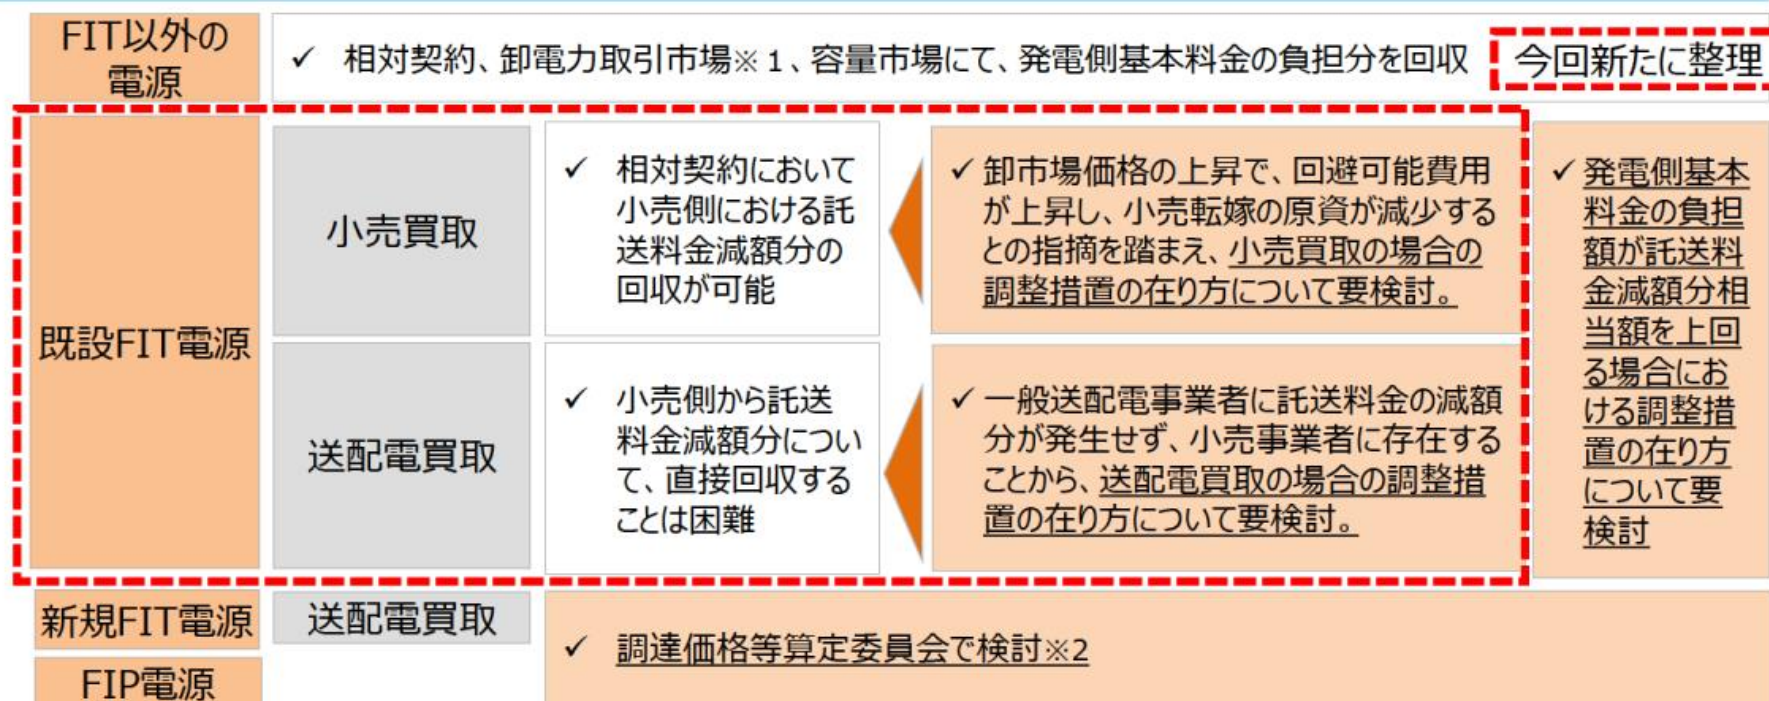 FIT以外の
電源
✓ 相対契約、卸電力取引市場※1、容量市場にて、発電側基本料金の負担分を回収
今回新たに整理
既設FIT電源
小売買取
✓ 相対契約において
小売側における託
送料金減額分の
回収が可能
✓ 卸市場価格の上昇で、回避可能費用
が上昇し、小売転嫁の原資が減少する
との指摘を踏まえ、小売買取の場合の
調整措置の在り方について要検討。
送配電買取
✓ 小売側から託送
料金減額分につい
て、直接回収する
ことは困難
✓ 一般送配電事業者に託送料金の減額
分が発生せず、小売事業者に存在する
ことから、送配電買取の場合の調整措
置の在り方について要検討。
✓ 発電側基本
料金の負担
額が託送料
金減額分相
当額を上回
る場合にお
ける調整措
置の在り方
について要
検討
新規FIT電源
送配電買取
✓ 調達価格等算定委員会で検討※2
FIP電源